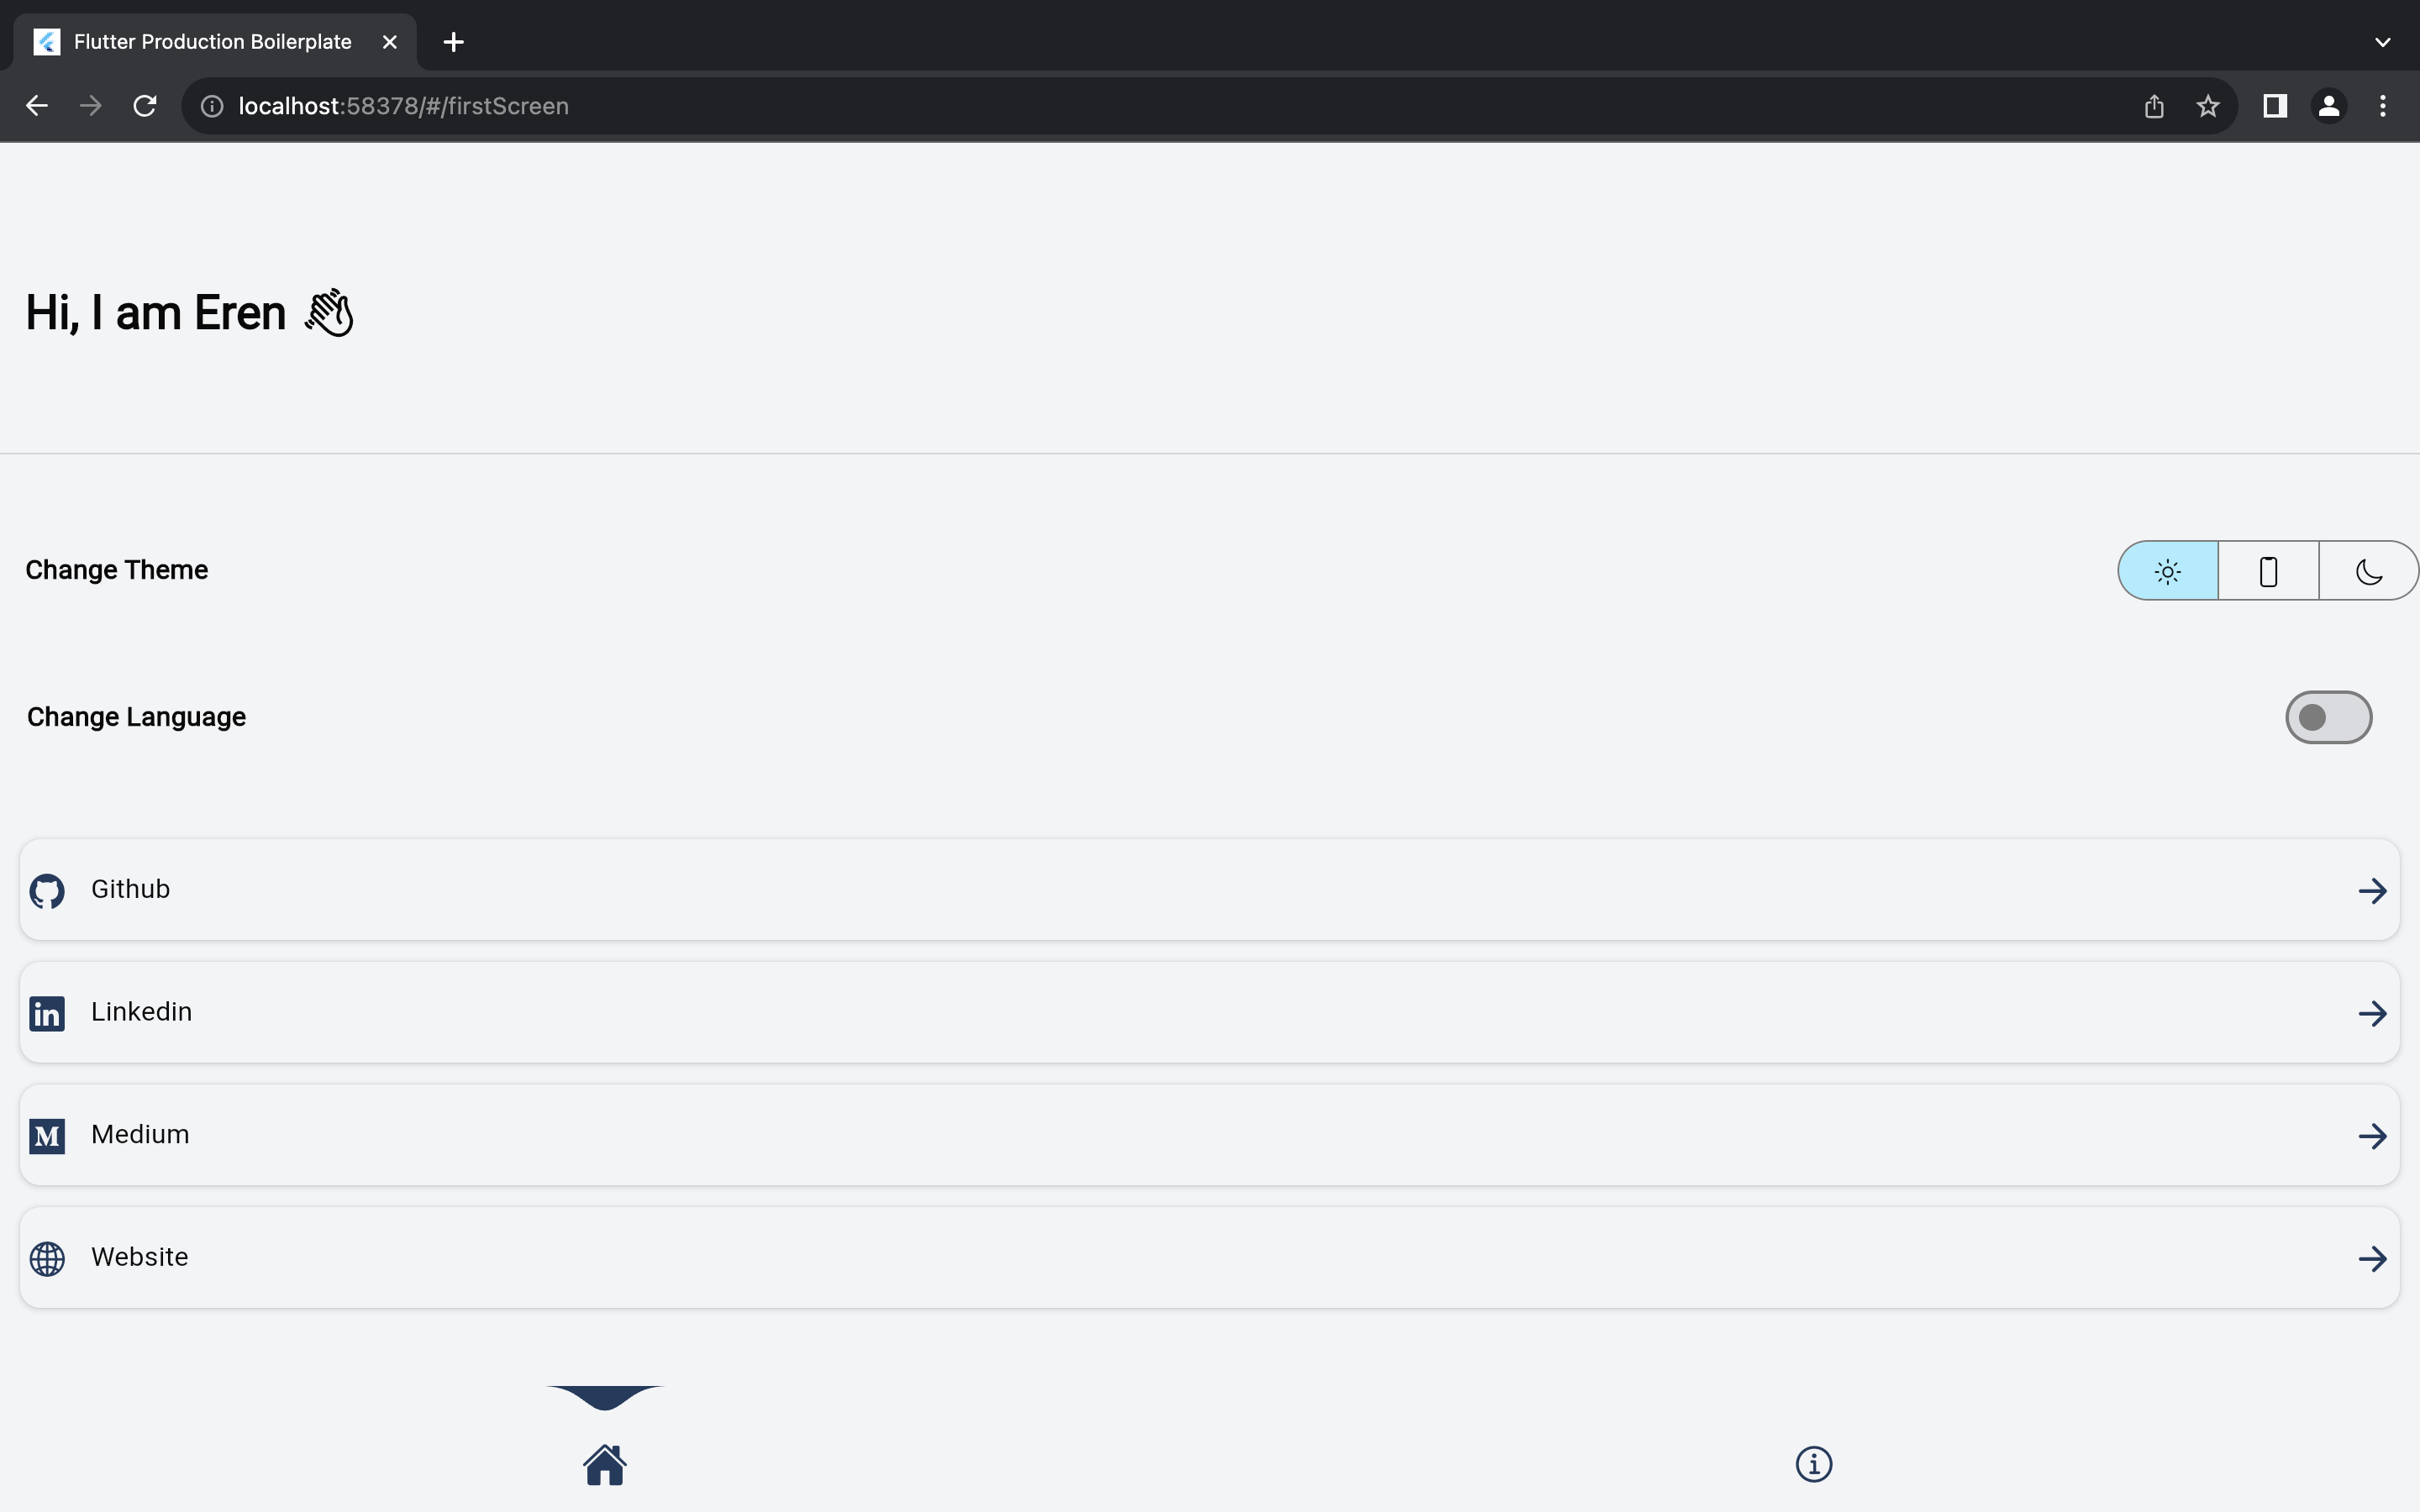 Flutter Production Boilerplate
localhost:58378/#/firstScreen
Hi, I am Eren 👋
Change Theme
Change Language
Github
Linkedin
Medium
Website